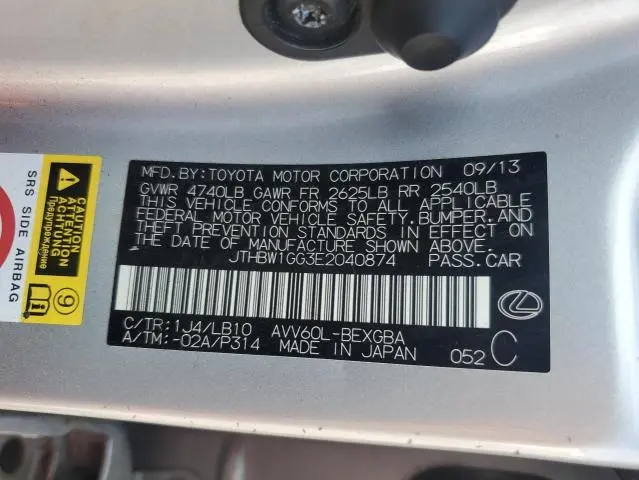 MFD.BY:TOYOTA MOTOR CORPORATION 09/13
GVWR 4740LB GAWR FR 2625LB RR 2540LB
THIS VEHICLE CONFORMS TO ALL APPLICABLE
FEDERAL MOTOR VEHICLE SAFETY,BUMPER,AND
THEFT PREVENTION STANDARDS IN EFFECT ON
THE DATE OF MANUFACTURE SHOWN ABOVE.
JTHBW1GG3E2040874 PASS.CAR
C/TR:1J4/LB10 AVV60L-BEXGBA
A/TM:-02A/P314 MADE IN JAPAN 052 C
SRS SIDE AIRBAG
CAUTION
ATTENTION
ACHTUNG
Предупреждение
9